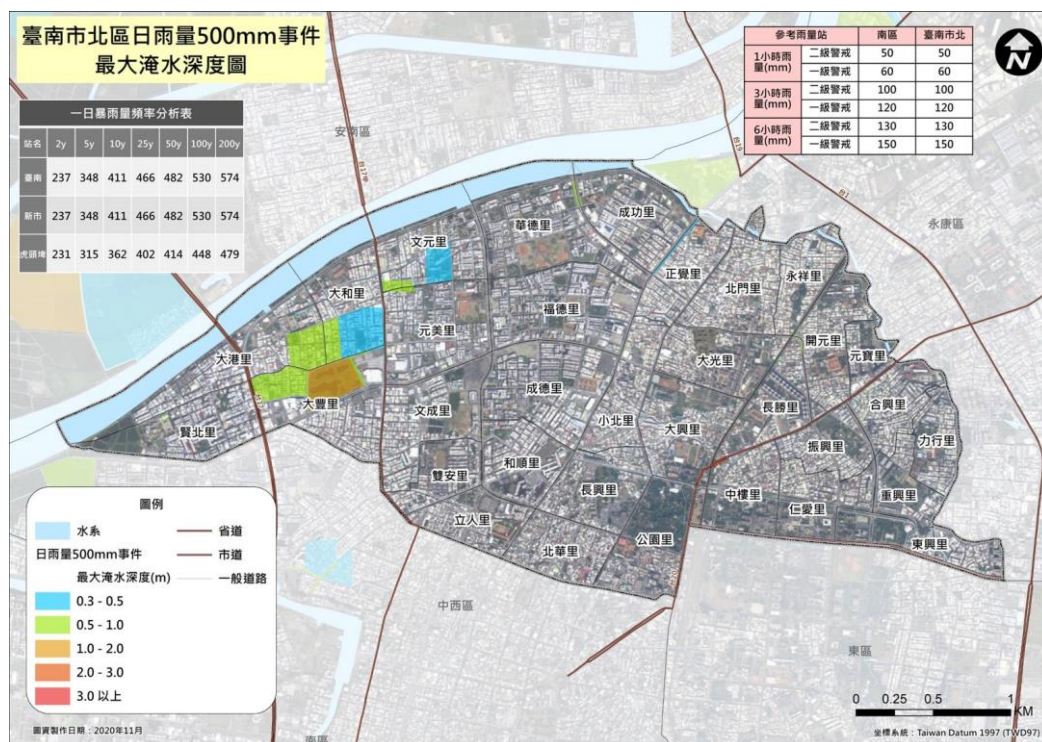 臺南市北區日雨量500mm事件
最大淹水深度圖
一日暴雨量頻率分析表
站名 2y 5y 10y 25y 50y 100y 200y
臺南 237 348 411 466 482 530 574
新市 237 348 411 466 482 530 574
虎頭埤 231 315 362 402 414 448 479
參考雨量站 南區 臺南市北
1小時雨量(mm) 二級警戒 50 50
一級警戒 60 60
3小時雨量(mm) 二級警戒 100 100
一級警戒 120 120
6小時雨量(mm) 二級警戒 130 130
一級警戒 150 150
N
安南區
台17甲
台19
台1
永康區
成功里
華德里
文元里
正覺里
永祥里
北門里
大和里
福德里
元美里
開元里
元寶里
大港里
大光里
成德里
大豐里
文成里
長勝里
合興里
小北里
大興里
賢北里
振興里
力行里
和順里
雙安里
長興里
中樓里
仁愛里
重興里
立人里
公園里
北華里
東興里
中西區
東區
南區
圖例
水系
省道
日雨量500mm事件
市道
最大淹水深度(m)
一般道路
0.3 - 0.5
0.5 - 1.0
1.0 - 2.0
2.0 - 3.0
3.0 以上
圖資製作日期：2020年11月
0 0.25 0.5 1
KM
坐標系統：Taiwan Datum 1997 (TWD97)